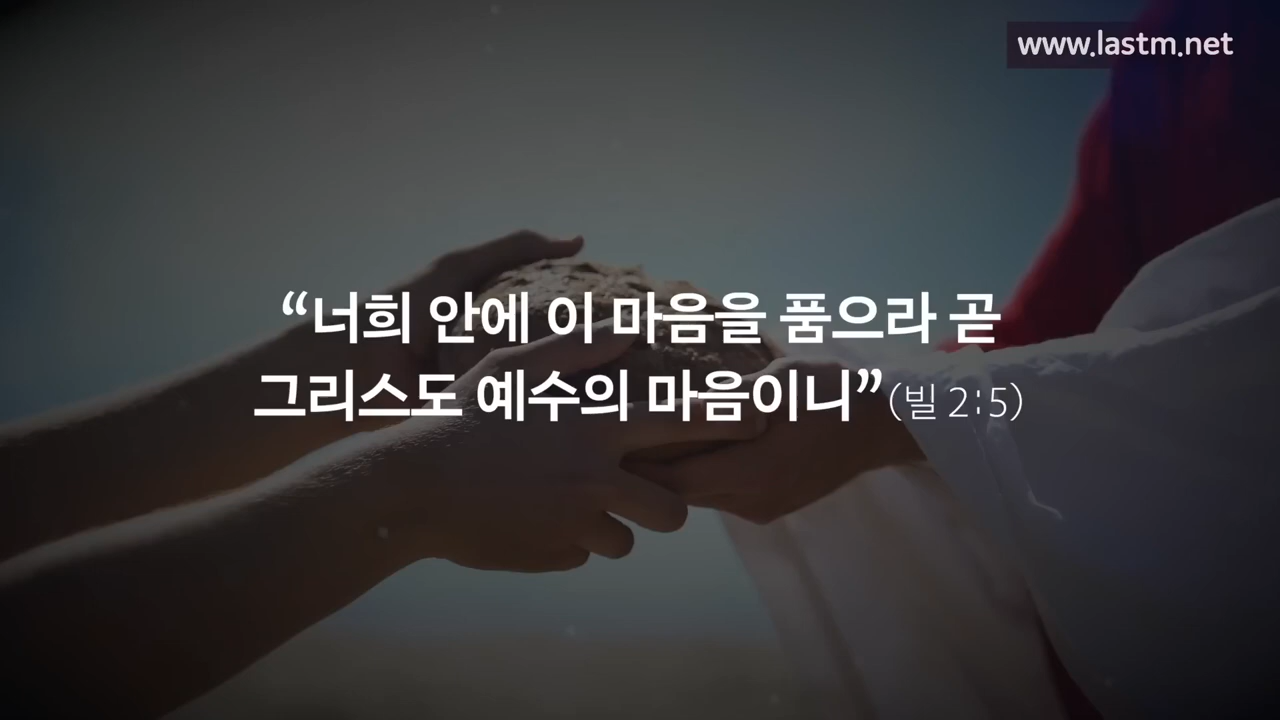 www.lastm.net
“너희 안에 이 마음을 품으라 곧
그리스도 예수의 마음이니”(빌 2:5)